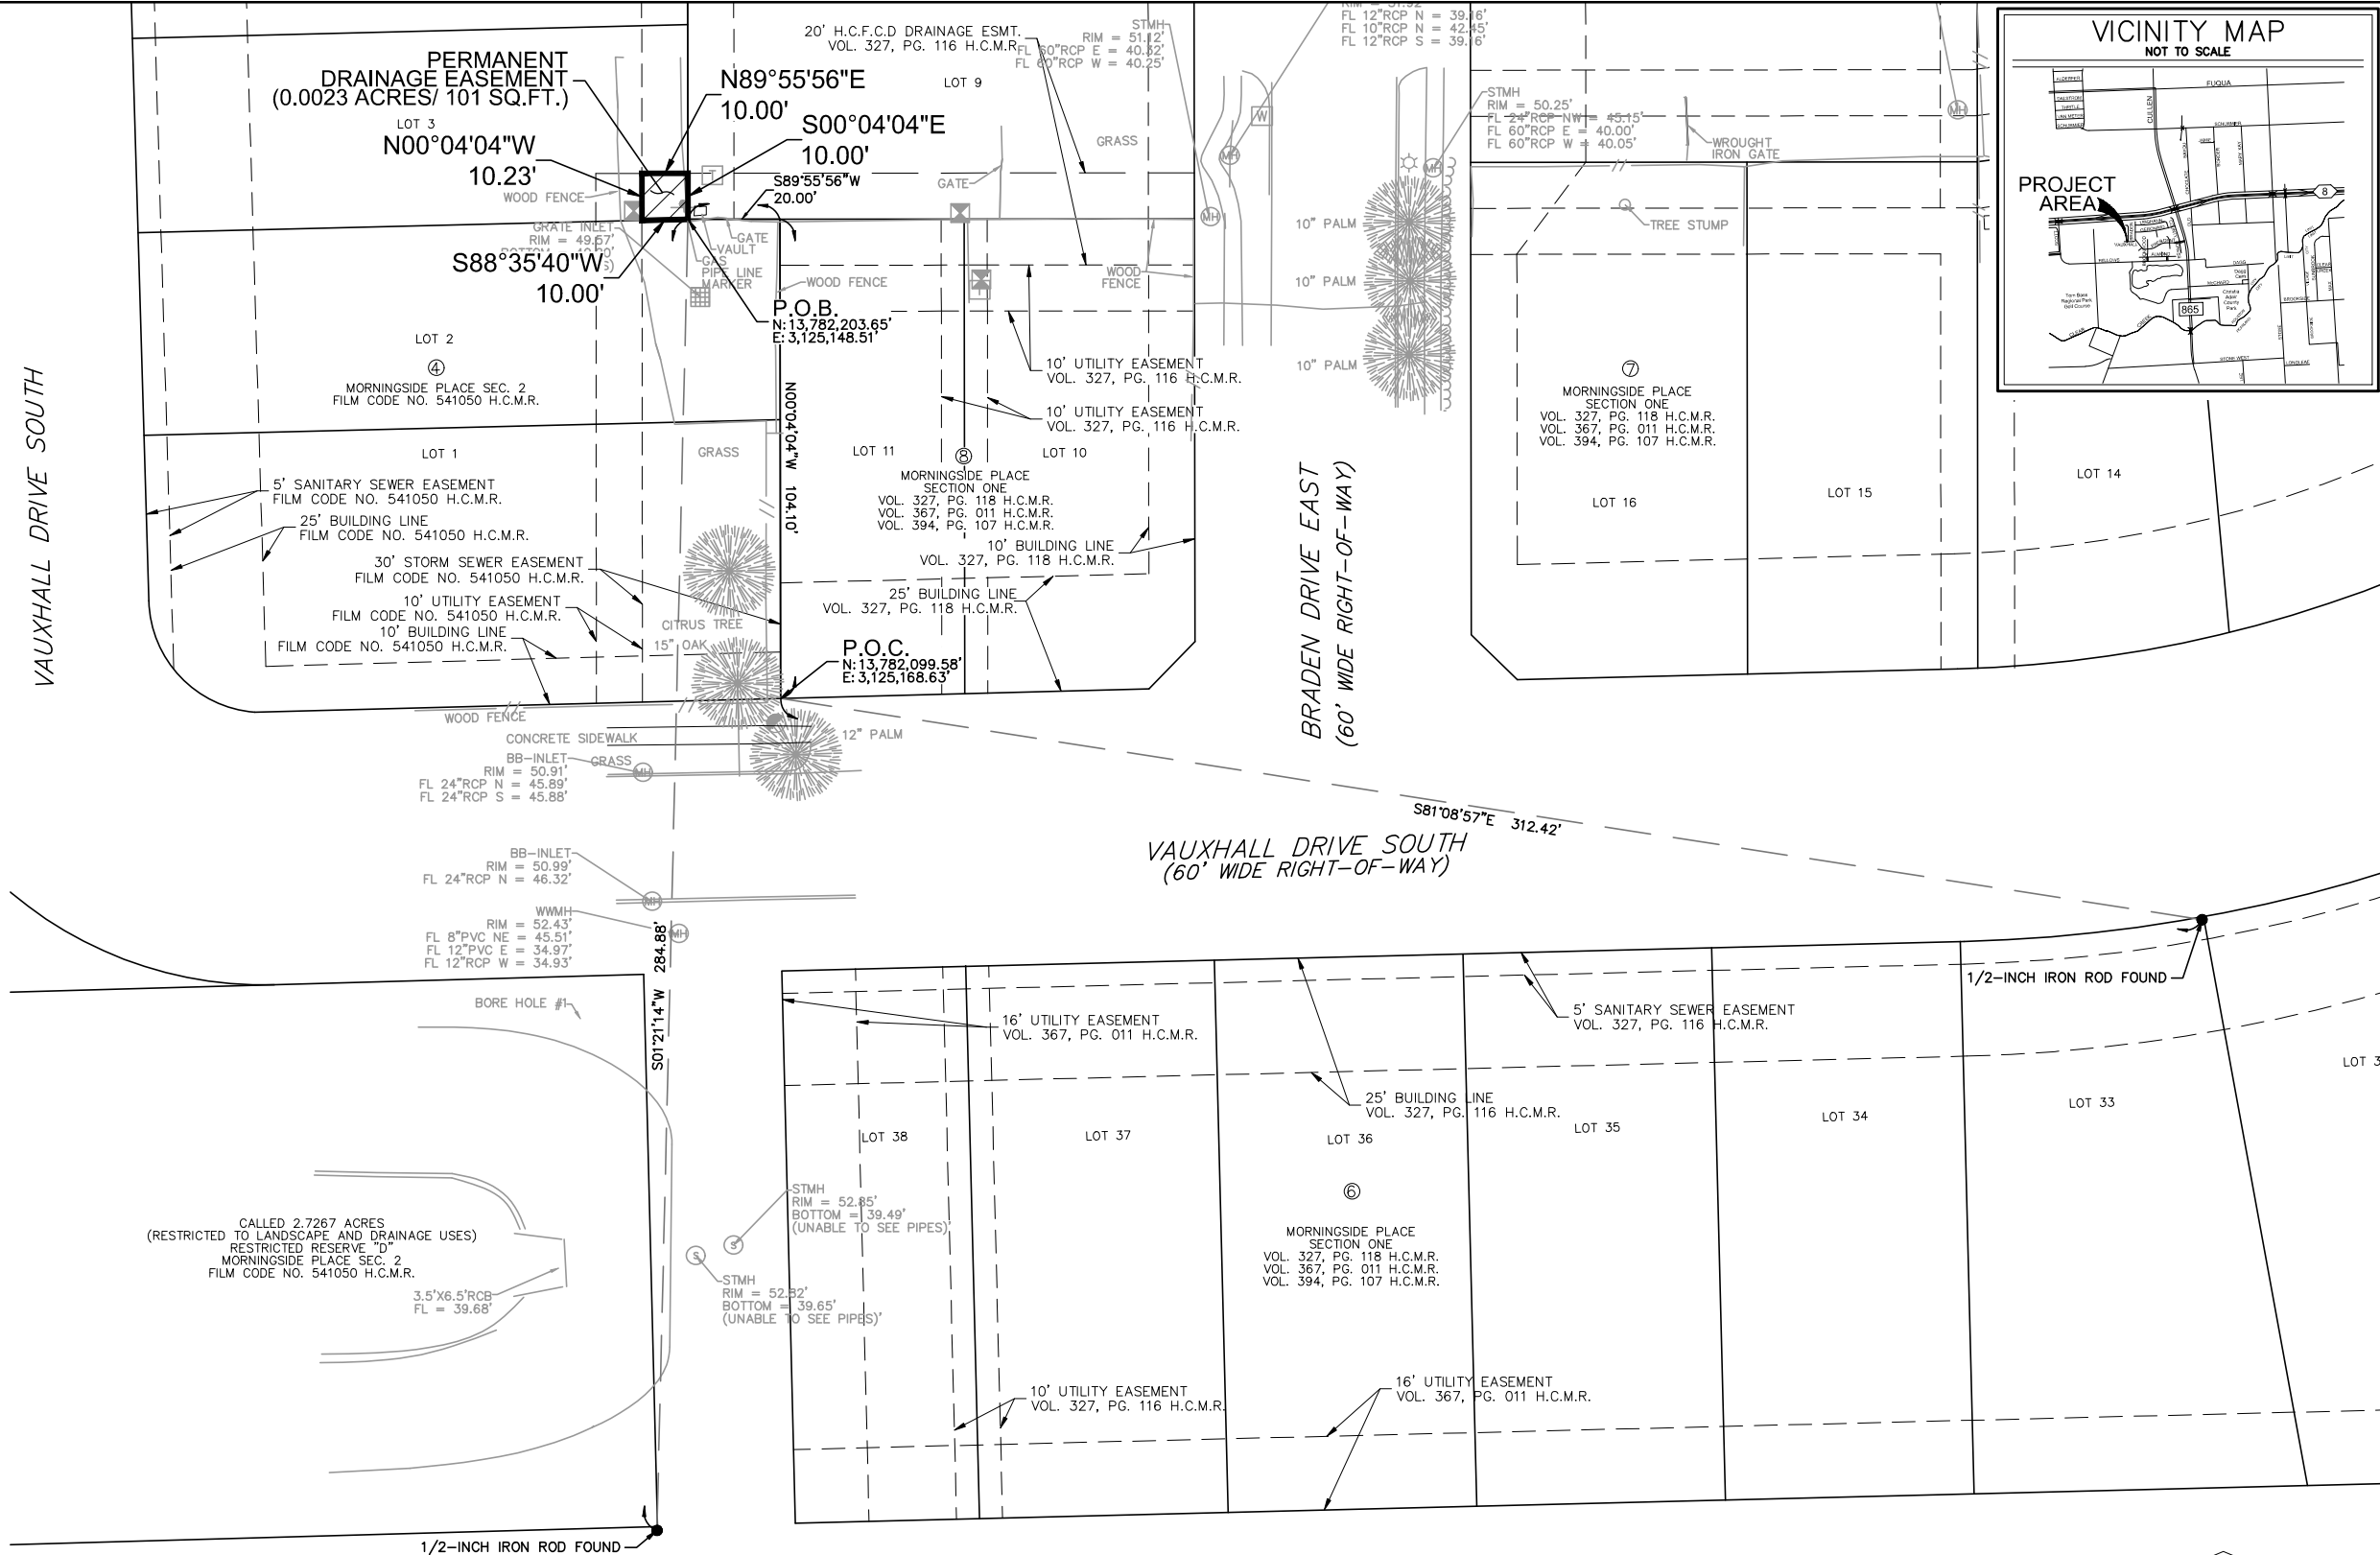 PERMANENT
DRAINAGE EASEMENT
(0.0023 ACRES/ 101 SQ.FT.)
LOT 3
N00°04'04"W
10.23'
WOOD FENCE
N89°55'56"E
10.00'
S00°04'04"E
10.00'
S89°55'56"W
20.00'
20' H.C.F.C.D DRAINAGE ESMT.
VOL. 327, PG. 116 H.C.M.R.
LOT 9
STMH
RIM = 51.12'
FL 60"RCP E = 40.32'
FL 60"RCP W = 40.25'
FL 12"RCP N = 39.16'
FL 10"RCP N = 42.45'
FL 12"RCP S = 39.16'
GRASS
GATE
W
MH
MH
STMH
RIM = 50.25'
FL 24"RCP NW = 45.15'
FL 60"RCP E = 40.00'
FL 60"RCP W = 40.05'
MH
WROUGHT
IRON GATE
MH
TREE STUMP
10" PALM
10" PALM
10" PALM
VICINITY MAP
NOT TO SCALE
FUQUA
CULLEN
8
PROJECT
AREA
865
GRATE INLET
RIM = 49.67'
S88°35'40"W
10.00'
T
GATE
VAULT
GAS
PIPE LINE
MARKER
WOOD FENCE
WOOD
FENCE
P.O.B.
N: 13,782,203.65'
E: 3,125,148.51'
LOT 2
④
MORNINGSIDE PLACE SEC. 2
FILM CODE NO. 541050 H.C.M.R.
10' UTILITY EASEMENT
VOL. 327, PG. 116 H.C.M.R.
10' UTILITY EASEMENT
VOL. 327, PG. 116 H.C.M.R.
⑦
MORNINGSIDE PLACE
SECTION ONE
VOL. 327, PG. 118 H.C.M.R.
VOL. 367, PG. 011 H.C.M.R.
VOL. 394, PG. 107 H.C.M.R.
VAUXHALL DRIVE SOUTH
LOT 1
GRASS
N00°04'04"W 104.10'
LOT 11
⑧
LOT 10
MORNINGSIDE PLACE
SECTION ONE
VOL. 327, PG. 118 H.C.M.R.
VOL. 367, PG. 011 H.C.M.R.
VOL. 394, PG. 107 H.C.M.R.
LOT 16
LOT 15
LOT 14
5' SANITARY SEWER EASEMENT
FILM CODE NO. 541050 H.C.M.R.
25' BUILDING LINE
FILM CODE NO. 541050 H.C.M.R.
30' STORM SEWER EASEMENT
FILM CODE NO. 541050 H.C.M.R.
10' UTILITY EASEMENT
FILM CODE NO. 541050 H.C.M.R.
10' BUILDING LINE
FILM CODE NO. 541050 H.C.M.R.
10' BUILDING LINE
VOL. 327, PG. 118 H.C.M.R.
25' BUILDING LINE
VOL. 327, PG. 118 H.C.M.R.
CITRUS TREE
15" OAK
P.O.C.
N: 13,782,099.58'
E: 3,125,168.63'
BRADEN DRIVE EAST
(60' WIDE RIGHT-OF-WAY)
WOOD FENCE
CONCRETE SIDEWALK
12" PALM
BB-INLET
RIM = 50.91'
FL 24"RCP N = 45.89'
FL 24"RCP S = 45.88'
GRASS
MH
S81°08'57"E 312.42'
VAUXHALL DRIVE SOUTH
(60' WIDE RIGHT-OF-WAY)
BB-INLET
RIM = 50.99'
FL 24"RCP N = 46.32'
MH
WWMH
RIM = 52.43'
FL 8"PVC NE = 45.51'
FL 12"PVC E = 34.97'
FL 12"RCP W = 34.93'
MH
S01°21'14"W 284.88'
BORE HOLE #1
1/2-INCH IRON ROD FOUND
16' UTILITY EASEMENT
VOL. 367, PG. 011 H.C.M.R.
5' SANITARY SEWER EASEMENT
VOL. 327, PG. 116 H.C.M.R.
25' BUILDING LINE
VOL. 327, PG. 116 H.C.M.R.
LOT 38
LOT 37
LOT 36
LOT 35
LOT 34
LOT 33
LOT 3
⑥
MORNINGSIDE PLACE
SECTION ONE
VOL. 327, PG. 118 H.C.M.R.
VOL. 367, PG. 011 H.C.M.R.
VOL. 394, PG. 107 H.C.M.R.
CALLED 2.7267 ACRES
(RESTRICTED TO LANDSCAPE AND DRAINAGE USES)
RESTRICTED RESERVE "D"
MORNINGSIDE PLACE SEC. 2
FILM CODE NO. 541050 H.C.M.R.
3.5'X6.5'RCB
FL = 39.68'
STMH
RIM = 52.85'
BOTTOM = 39.49'
(UNABLE TO SEE PIPES)
S
S
STMH
RIM = 52.82'
BOTTOM = 39.65'
(UNABLE TO SEE PIPES)
10' UTILITY EASEMENT
VOL. 327, PG. 116 H.C.M.R.
16' UTILITY EASEMENT
VOL. 367, PG. 011 H.C.M.R.
1/2-INCH IRON ROD FOUND